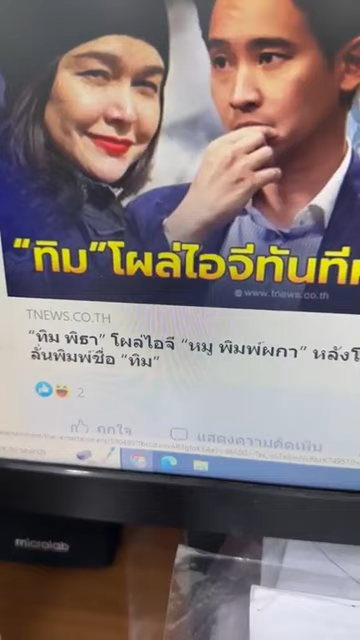 "ทิม"โผล่ไอจีทันที
© www.tnews.co.th
TNEWS.CO.TH
"ทิม พิธา" โผล่ไอจี "หมู พิมพ์ผกา" หลัง
ลั่นพิมพ์ชื่อ "ทิม"
2
ถูกใจ แสดงความคิดเห็น
microlab